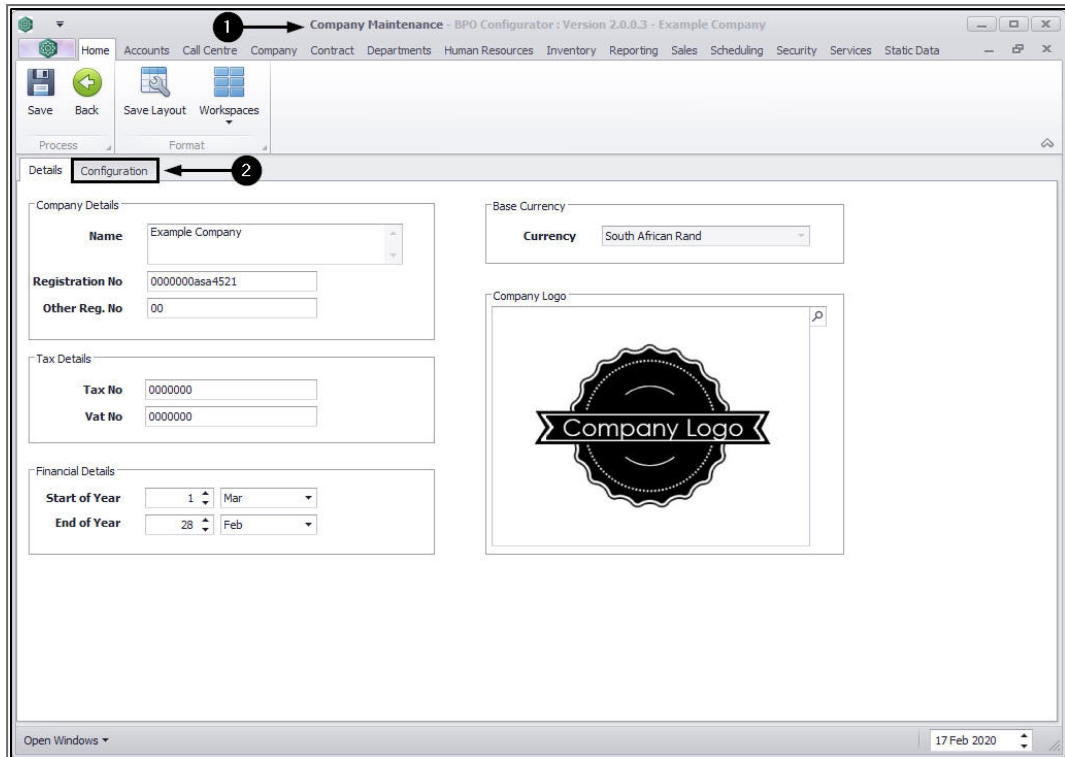 1
Company Maintenance - BPO Configurator : Version 2.0.0.3 - Example Company
Home Accounts Call Centre Company Contract Departments Human Resources Inventory Reporting Sales Scheduling Security Services Static Data
Save Back Save Layout Workspaces
Process Format
Details Configuration 2
Company Details
Name Example Company
Registration No 0000000asa4521
Other Reg. No 00
Tax Details
Tax No 0000000
Vat No 0000000
Financial Details
Start of Year 1 Mar
End of Year 28 Feb
Base Currency
Currency South African Rand
Company Logo
Company Logo
Open Windows 17 Feb 2020